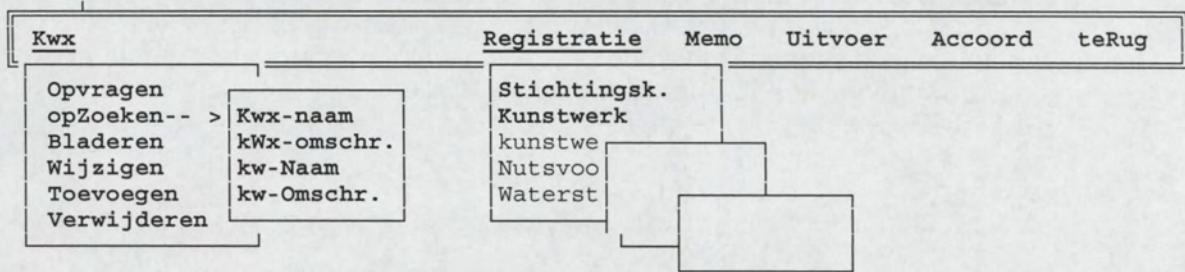 Kwx Registratie Memo Uitvoer Accoord teRug
Opvragen
opZoeken-- >
Bladeren
Wijzigen
Toevoegen
Verwijderen
Kwx-naam
kWx-omschr.
kw-Naam
kw-Omschr.
Stichtingsk.
Kunstwerk
kunstwe
Nutsvoo
Waterst